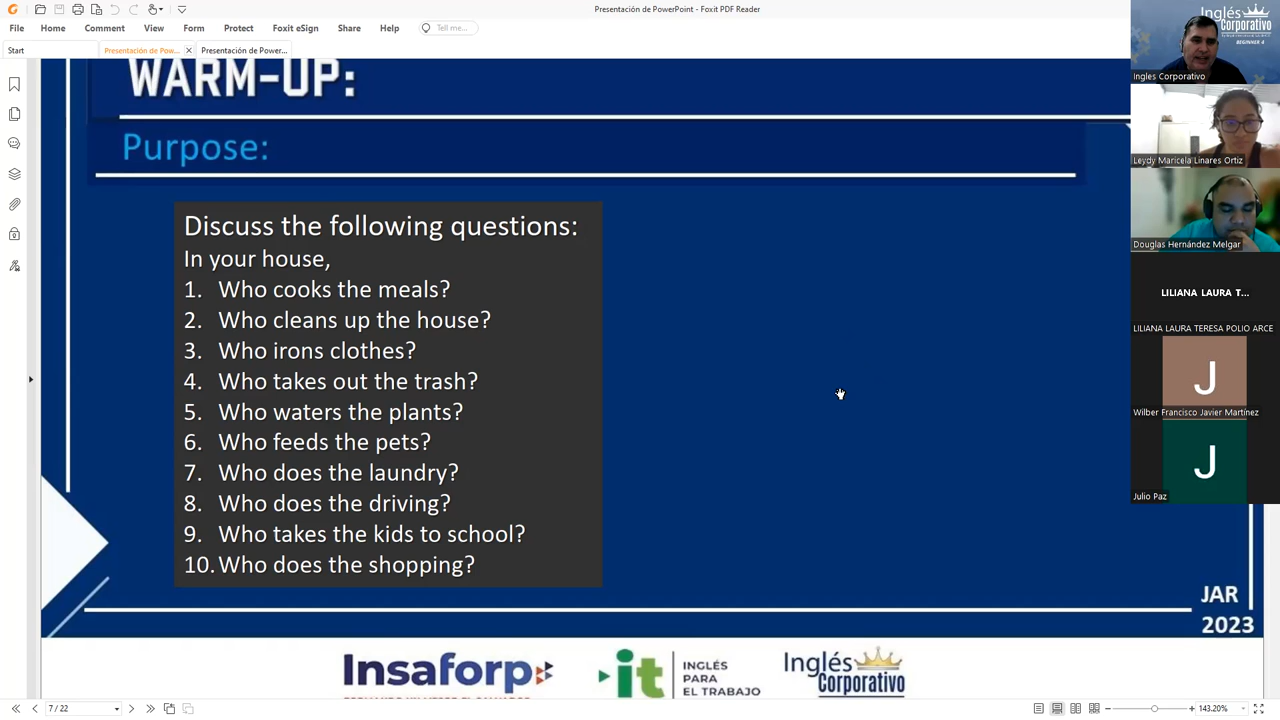 Presentación de PowerPoint - Foxit PDF Reader
File Home Comment View Form Protect Foxit eSign Share Help Tell me...
Start Presentación de Pow... Presentación de Power...
WARM-UP:
Purpose:
Discuss the following questions:
In your house,
1. Who cooks the meals?
2. Who cleans up the house?
3. Who irons clothes?
4. Who takes out the trash?
5. Who waters the plants?
6. Who feeds the pets?
7. Who does the laundry?
8. Who does the driving?
9. Who takes the kids to school?
10. Who does the shopping?
JAR
2023
Insaforp
it
INGLÉS
PARA
EL TRABAJO
Inglés
Corporativo
7 / 22
143.20%
Inglés
Corporativo
BEGINNER 4
Ingles Corporativo
Leydy Maricela Linares Ortiz
Douglas Hernández Melgar
LILIANA LAURA T...
LILIANA LAURA TERESA POLIO ARCE
J
Wilber Francisco Javier Martínez
J
Julio Paz